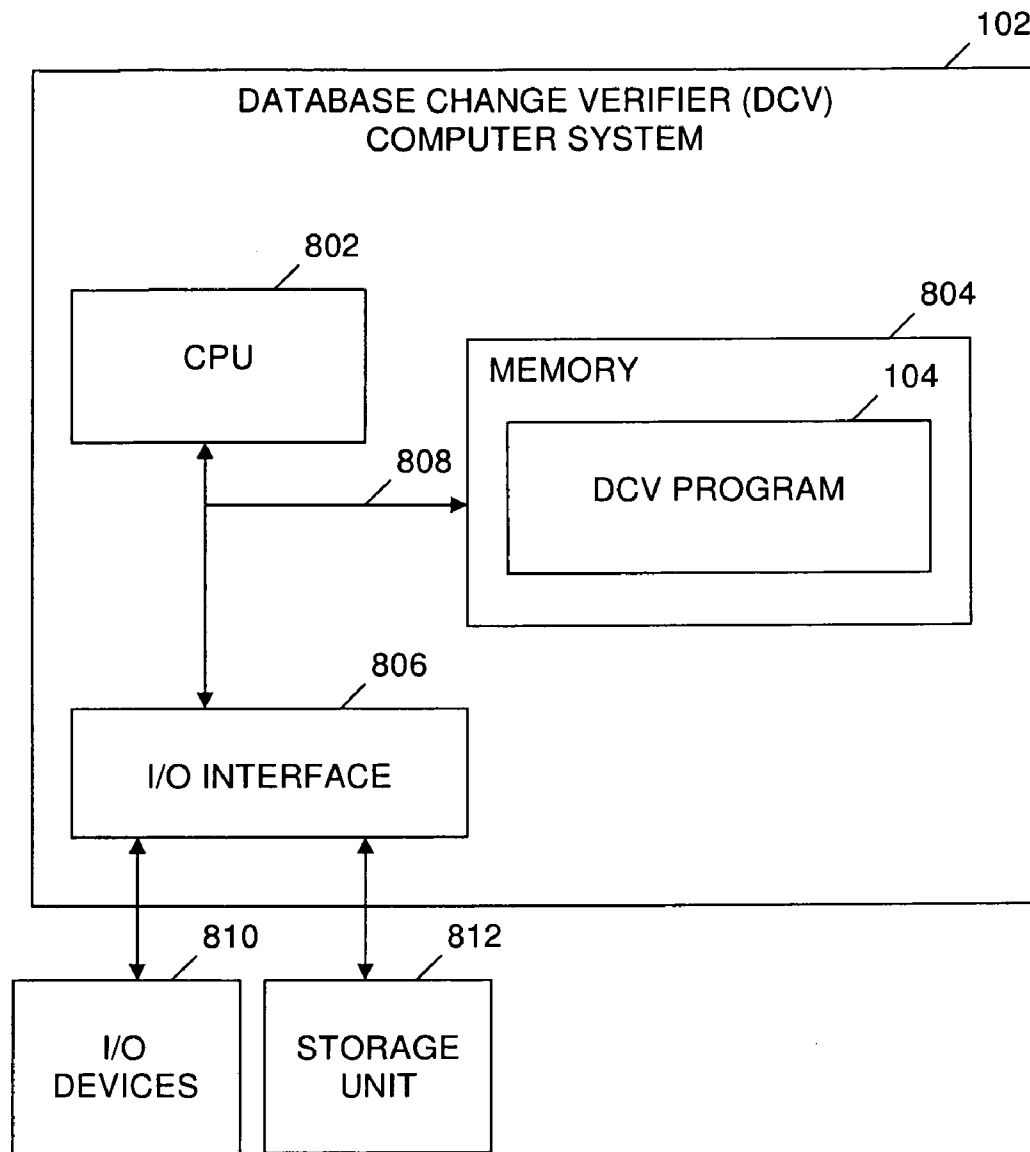 102
DATABASE CHANGE VERIFIER (DCV)
COMPUTER SYSTEM
802
CPU
804
MEMORY
104
DCV PROGRAM
808
806
I/O INTERFACE
810
I/O
DEVICES
812
STORAGE
UNIT